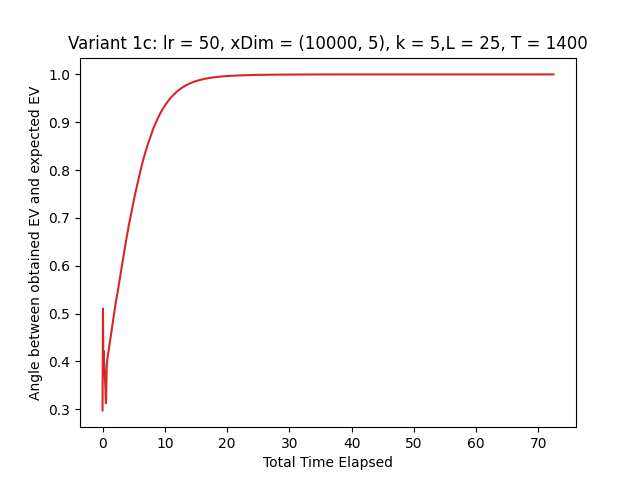 Variant 1c: lr = 50, xDim = (10000, 5), k = 5,L = 25, T = 1400
Angle between obtained EV and expected EV
1.0
0.9
0.8
0.7
0.6
0.5
0.4
0.3
0 10 20 30 40 50 60 70
Total Time Elapsed